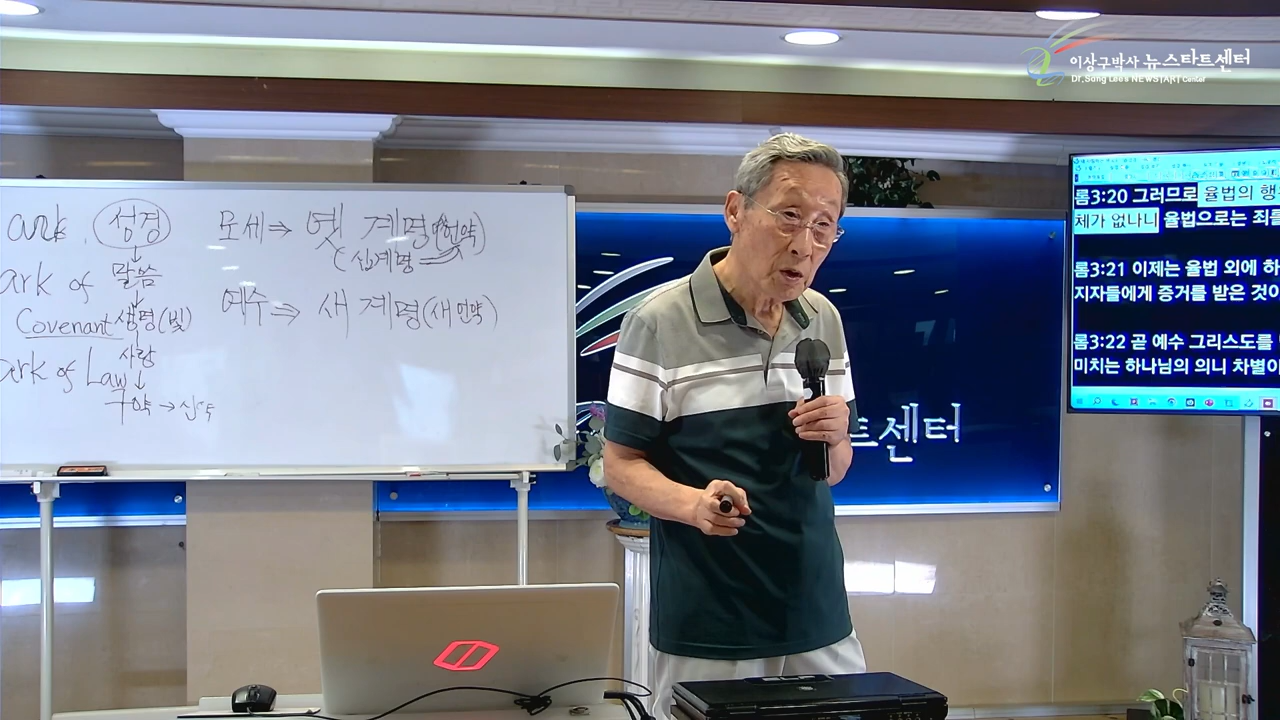 이상구박사 뉴스타트센터
Dr. Sang Lee's NEWSTART Center
ark 성경
ark of 말씀
Covenant 생명(빛)
사랑
ark of Law
구약 → 신약
모세 ⇒ 옛 계명(옛언약)
(십계명
예수 ⇒ 새 계명(새 언약)
트센터
롬3:20 그러므로 율법의 행
체가 없나니 율법으로는 죄를
롬3:21 이제는 율법 외에 하
지자들에게 증거를 받은 것이
롬3:22 곧 예수 그리스도를
미치는 하나님의 의니 차별이